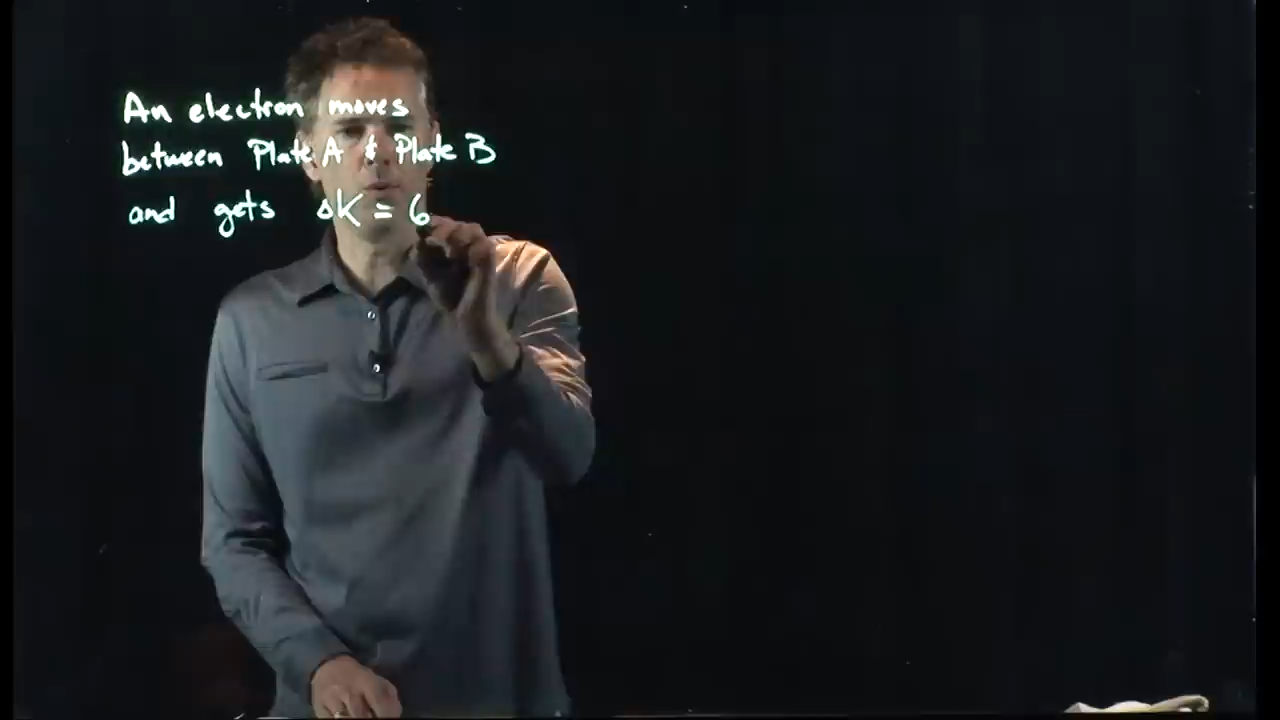 An electron moves
between Plate A & Plate B
and gets ΔK = 6